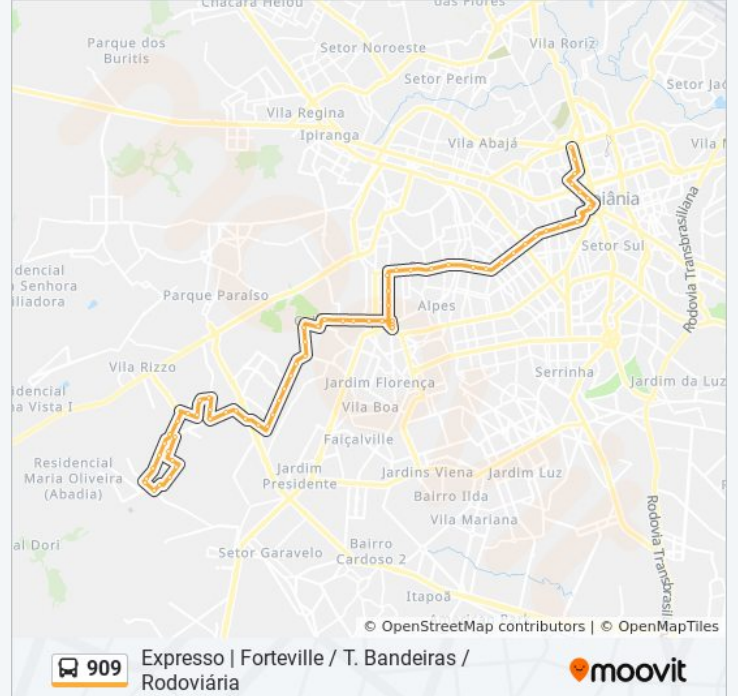 das Flores
Chácara Helou
Parque dos
Buritis
Setor Noroeste
Vila Roriz
Setor Perim
Setor Jaó
Vila Regina
Ipiranga
Vila Abajá
Vila
iânia
Setor Sul
Rodovia Transbrasiliana
dencial
Senhora
iliadora
Parque Paraíso
Alpes
Vila Rizzo
Serrinha
Jardim da Luz
idencial
a Vista I
Jardim Florença
Vila Boa
Faiçalville
Residencial
Maria Oliveira
(Abadia)
Jardim
Presidente
Jardins Viena
Jardim Luz
Bairro Ilda
Vila Mariana
Rodovia Transbrasil
al Dori
Setor Garavelo
Bairro
Cardoso 2
Itapoã
© OpenStreetMap contributors | © OpenMapTiles
909
Expresso | Forteville / T. Bandeiras /
Rodoviária
moovit